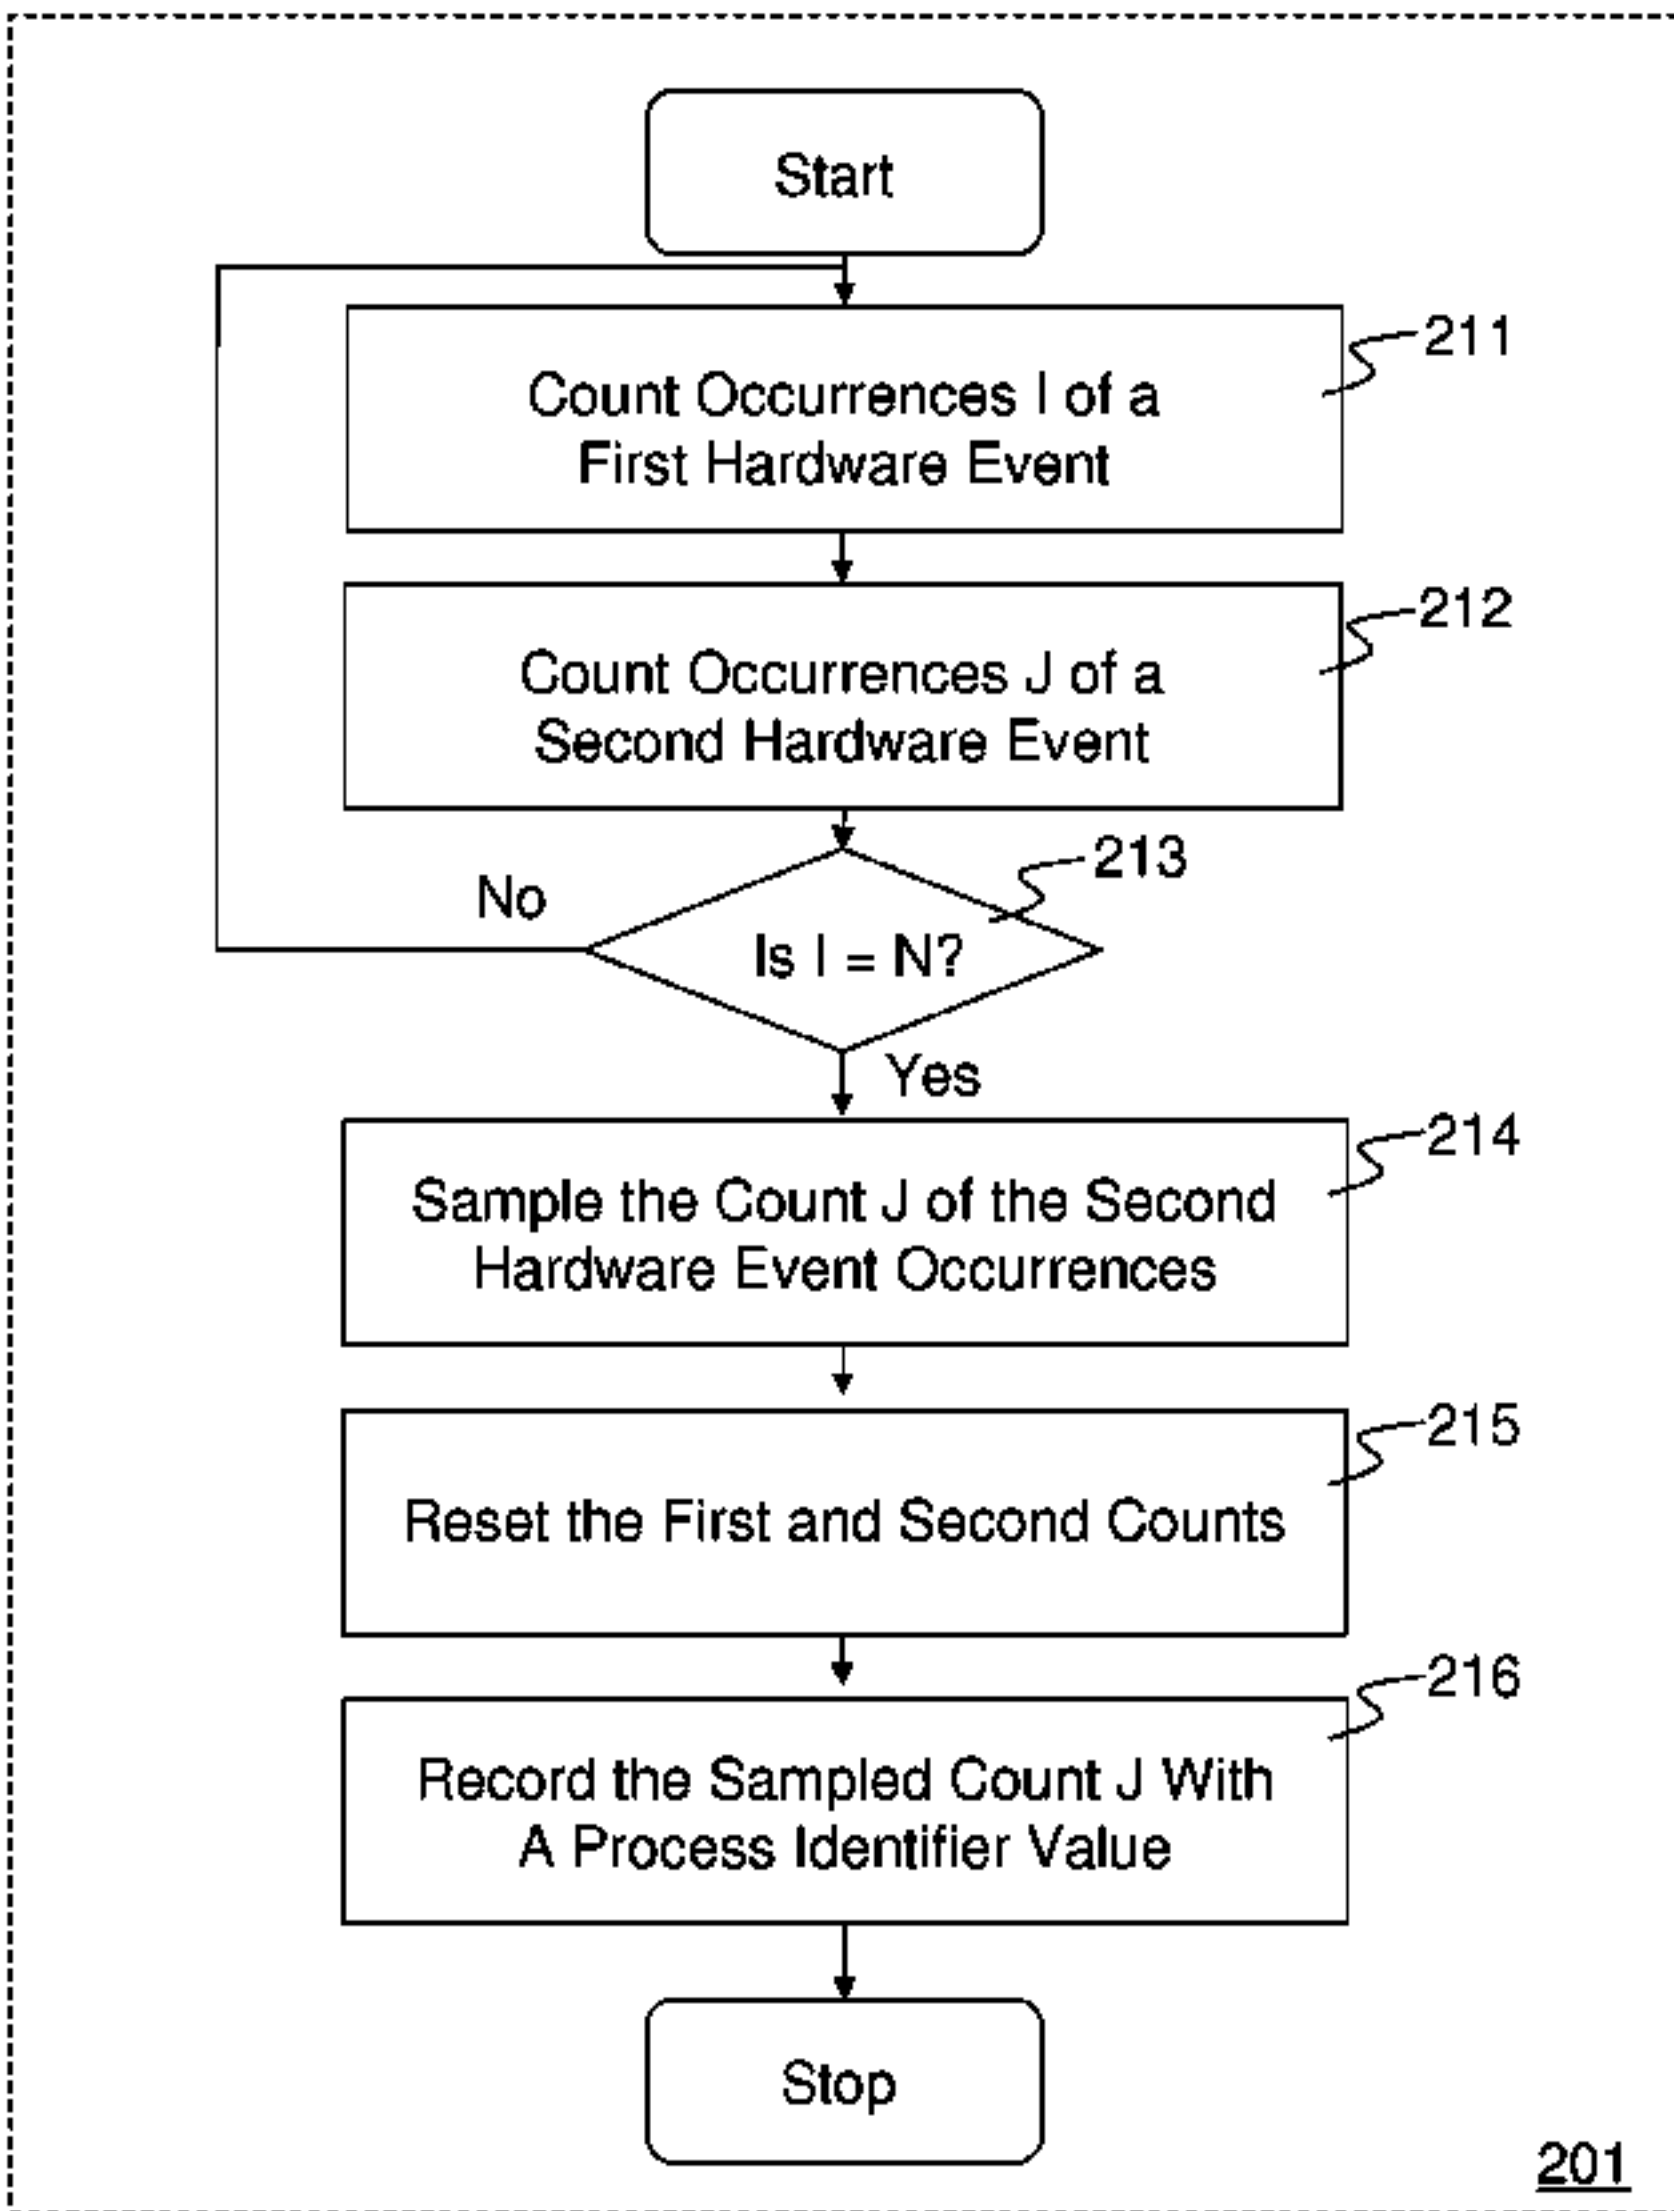 Start
Count Occurrences I of a
First Hardware Event
211
Count Occurrences J of a
Second Hardware Event
212
213
No
Is I = N?
Yes
Sample the Count J of the Second
Hardware Event Occurrences
214
Reset the First and Second Counts
215
Record the Sampled Count J With
A Process Identifier Value
216
Stop
201